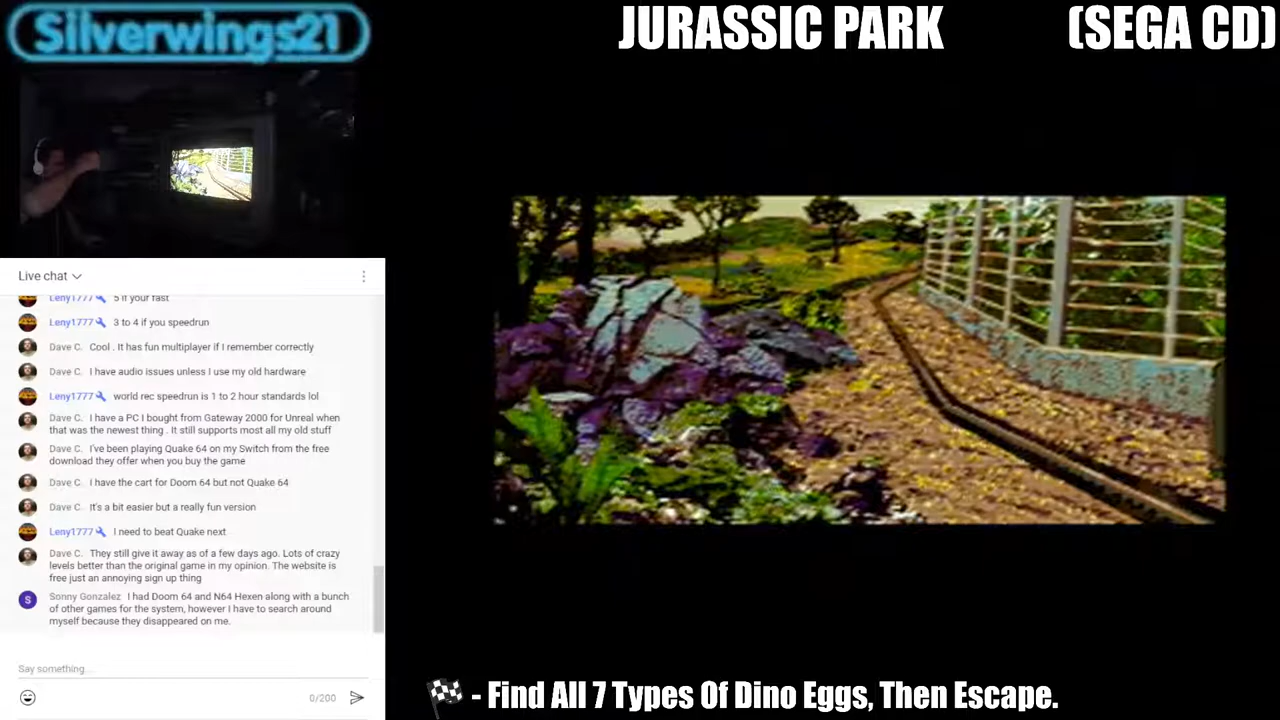 Silverwings21
JURASSIC PARK (SEGA CD)
Live chat
Leny1777 5 if your fast
Leny1777 3 to 4 if you speedrun
Dave C. Cool . It has fun multiplayer if I remember correctly
Dave C. I have audio issues unless I use my old hardware
Leny1777 world rec speedrun is 1 to 2 hour standards lol
Dave C. I have a PC I bought from Gateway 2000 for Unreal when
that was the newest thing . It still supports most all my old stuff
Dave C. I've been playing Quake 64 on my Switch from the free
download they offer when you buy the game
Dave C. I have the cart for Doom 64 but not Quake 64
Dave C. It's a bit easier but a really fun version
Leny1777 I need to beat Quake next
Dave C. They still give it away as of a few days ago. Lots of crazy
levels better than the original game in my opinion. The website is
free just an annoying sign up thing
S
Sonny Gonzalez I had Doom 64 and N64 Hexen along with a bunch
of other games for the system, however I have to search around
myself because they disappeared on me.
Say something...
0/200
- Find All 7 Types Of Dino Eggs, Then Escape.